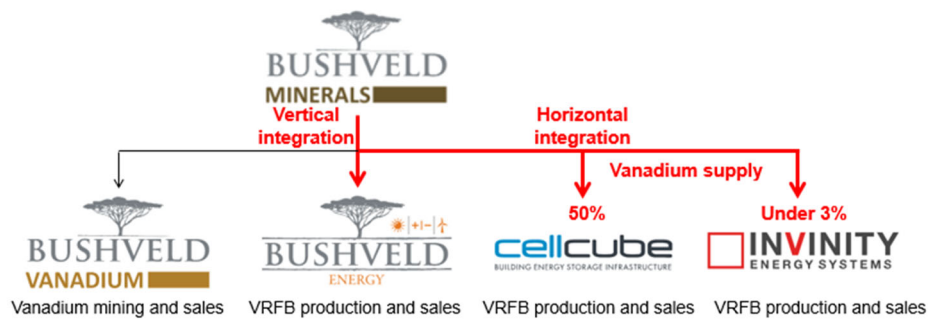 BUSHVELD
MINERALS
Vertical
integration
Horizontal
integration
Vanadium supply
50%
Under 3%
BUSHVELD
VANADIUM
+|−
BUSHVELD
ENERGY
cellcube
BUILDING ENERGY STORAGE INFRASTRUCTURE
INVINITY
ENERGY SYSTEMS
Vanadium mining and sales
VRFB production and sales
VRFB production and sales
VRFB production and sales